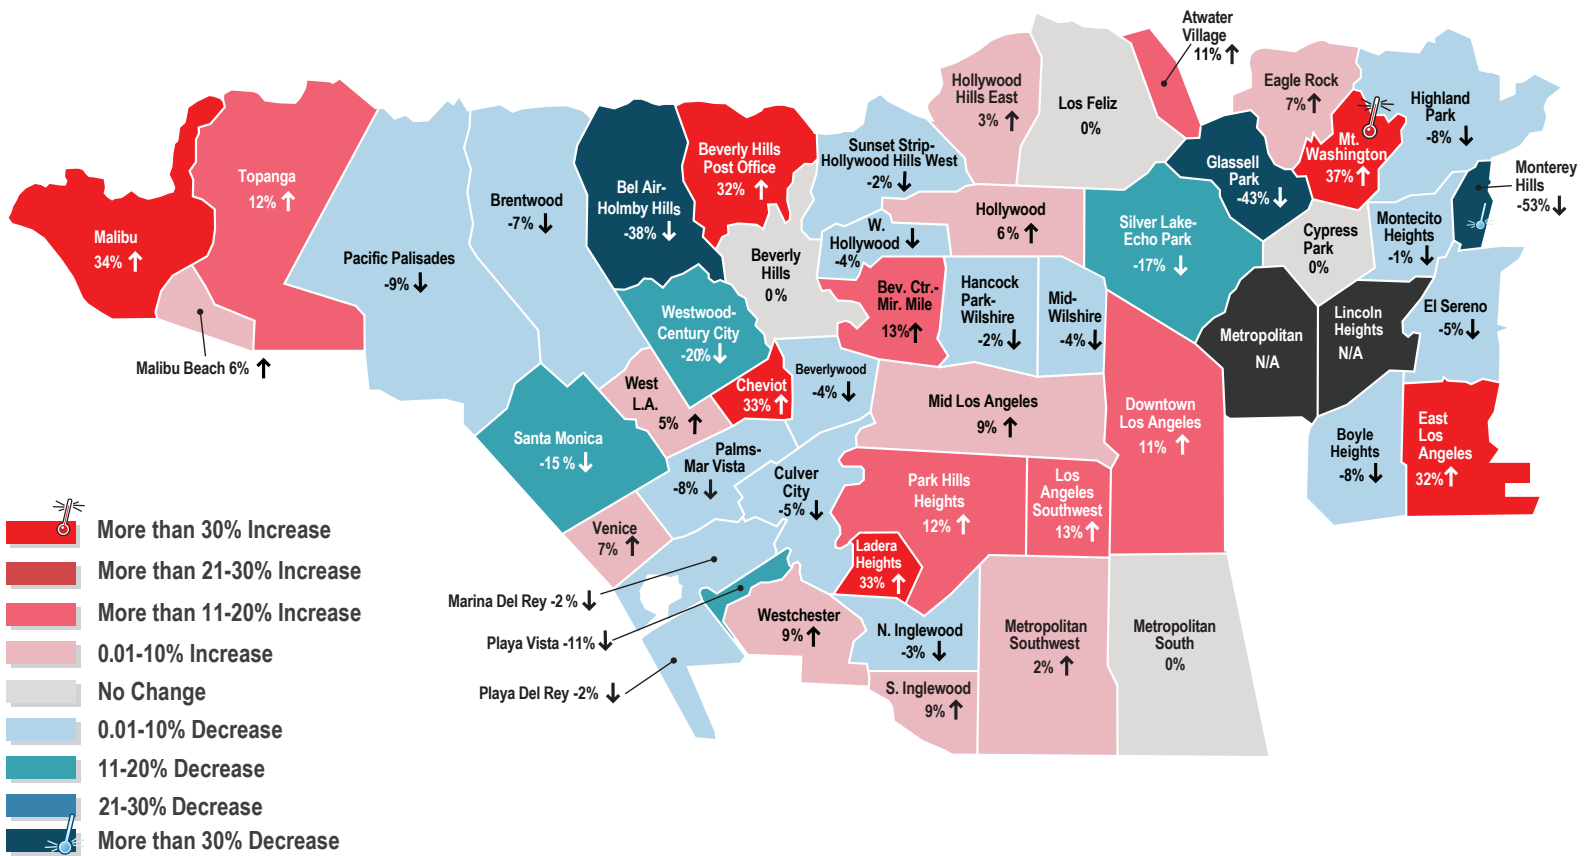 Atwater
Village
11%
Hollywood
Hills East
3%
Los Feliz
0%
Eagle Rock
7%
Highland
Park
-8%
Mt.
Washington
37%
Monterey
Hills
-53%
Glassell
Park
-43%
Topanga
12%
Malibu
34%
Malibu Beach 6%
Pacific Palisades
-9%
Brentwood
-7%
Bel Air-
Holmby Hills
-38%
Beverly Hills
Post Office
32%
Sunset Strip-
Hollywood Hills West
-2%
Hollywood
6%
W.
Hollywood
-4%
Beverly
Hills
0%
Silver Lake-
Echo Park
-17%
Cypress
Park
0%
Montecito
Heights
-1%
El Sereno
-5%
Westwood-
Century City
-20%
Bev. Ctr.-
Mir. Mile
13%
Hancock
Park-
Wilshire
-2%
Mid-
Wilshire
-4%
Metropolitan
N/A
Lincoln
Heights
N/A
West
L.A.
5%
Cheviot
33%
Beverlywood
-4%
Mid Los Angeles
9%
Downtown
Los Angeles
11%
Boyle
Heights
-8%
East
Los
Angeles
32%
Santa Monica
-15%
Palms-
Mar Vista
-8%
Culver
City
-5%
Park Hills
Heights
12%
Los
Angeles
Southwest
13%
Venice
7%
Ladera
Heights
33%
Marina Del Rey -2%
Playa Vista -11%
Playa Del Rey -2%
Westchester
9%
N. Inglewood
-3%
S. Inglewood
9%
Metropolitan
Southwest
2%
Metropolitan
South
0%
More than 30% Increase
More than 21-30% Increase
More than 11-20% Increase
0.01-10% Increase
No Change
0.01-10% Decrease
11-20% Decrease
21-30% Decrease
More than 30% Decrease